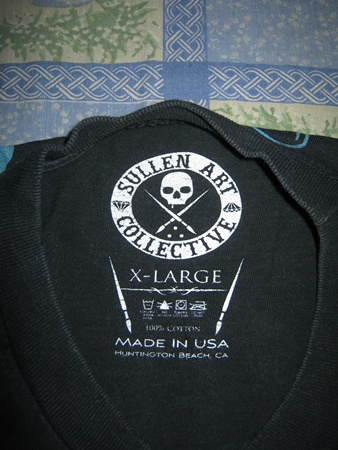 SULLEN ART
COLLECTIVE
X-LARGE
100% COTTON
MADE IN USA
HUNTINGTON BEACH, CA